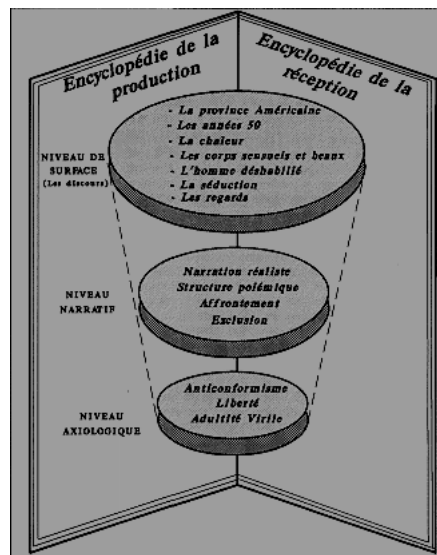 Encyclopédie de la
production
Encyclopédie de la
réception
NIVEAU DE
SURFACE
(Les discours)
- La province Américaine
- Les années 50
- La chaleur
- Les corps sensuels et beaux
- L'homme déshabillé
- La séduction
- Les regards
NIVEAU
NARRATIF
Narration réaliste
Structure polémique
Affrontement
Exclusion
NIVEAU
AXIOLOGIQUE
Anticonformisme
Liberté
Adultité Virile